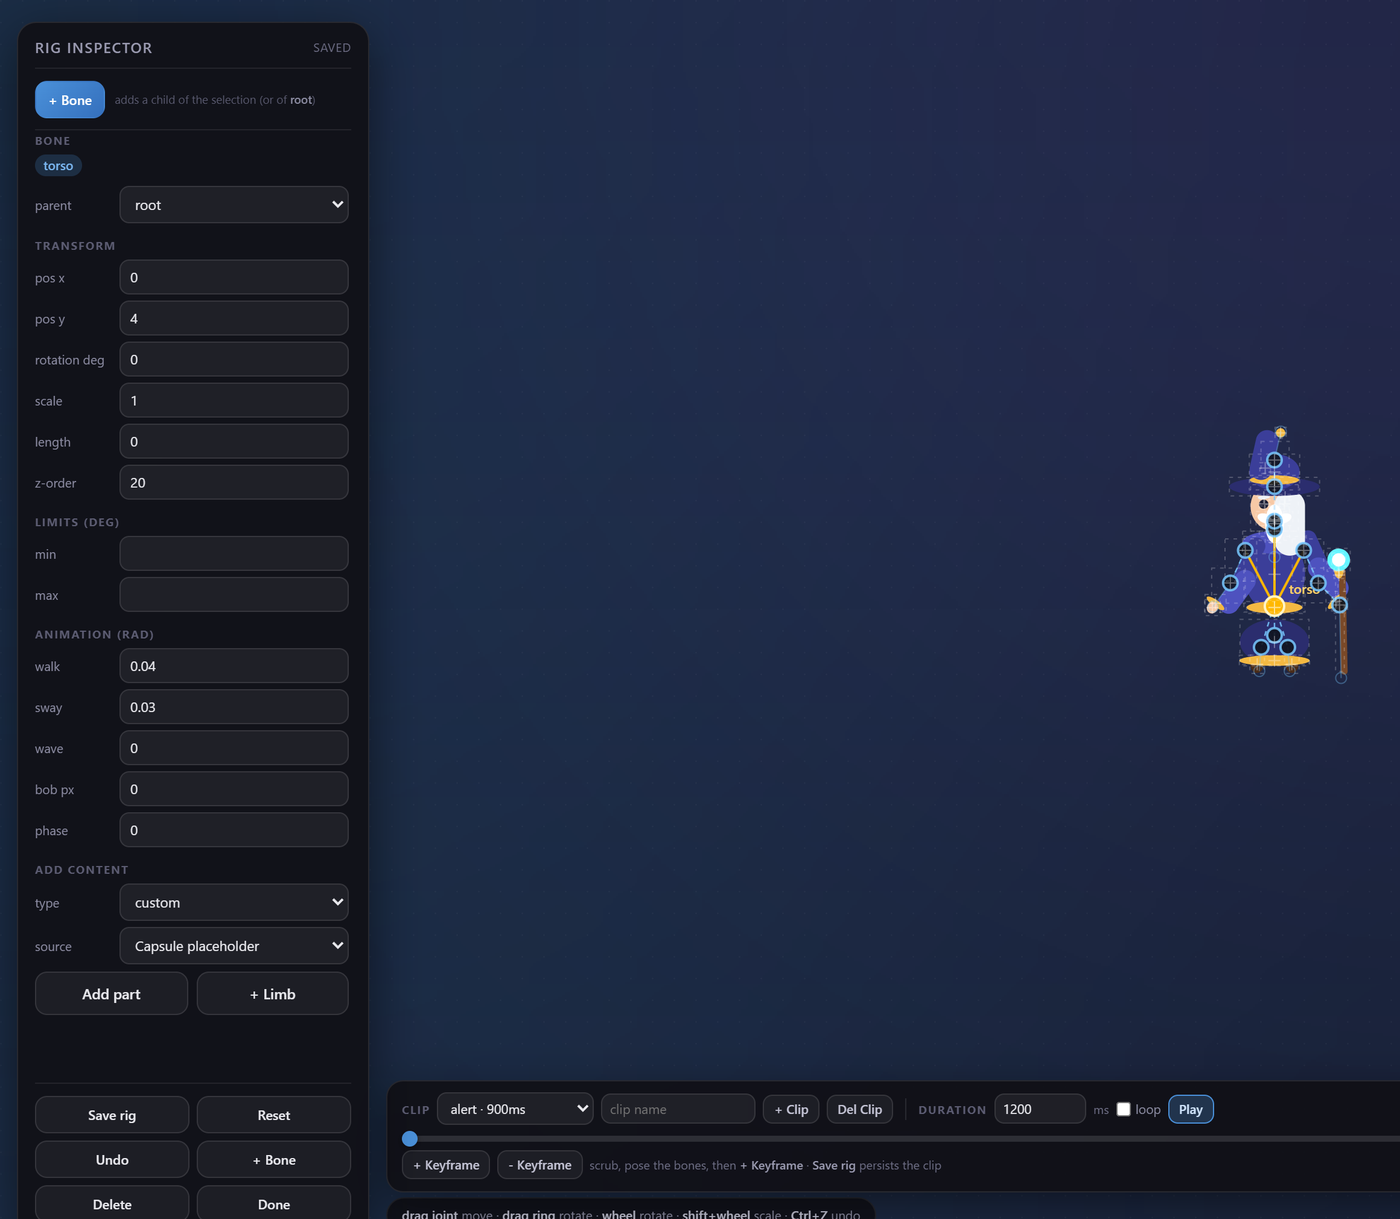 RIG INSPECTOR SAVED
+ Bone adds a child of the selection (or of root)
BONE
torso
parent root
TRANSFORM
pos x 0
pos y 4
rotation deg 0
scale 1
length 0
z-order 20
LIMITS (DEG)
min
max
ANIMATION (RAD)
walk 0.04
sway 0.03
wave 0
bob px 0
phase 0
ADD CONTENT
type custom
source Capsule placeholder
Add part + Limb
Save rig Reset
Undo + Bone
Delete Done
torso
CLIP alert · 900ms clip name + Clip Del Clip DURATION 1200 ms loop Play
+ Keyframe - Keyframe scrub, pose the bones, then + Keyframe · Save rig persists the clip
drag joint move · drag ring rotate · wheel rotate · shift+wheel scale · Ctrl+Z undo